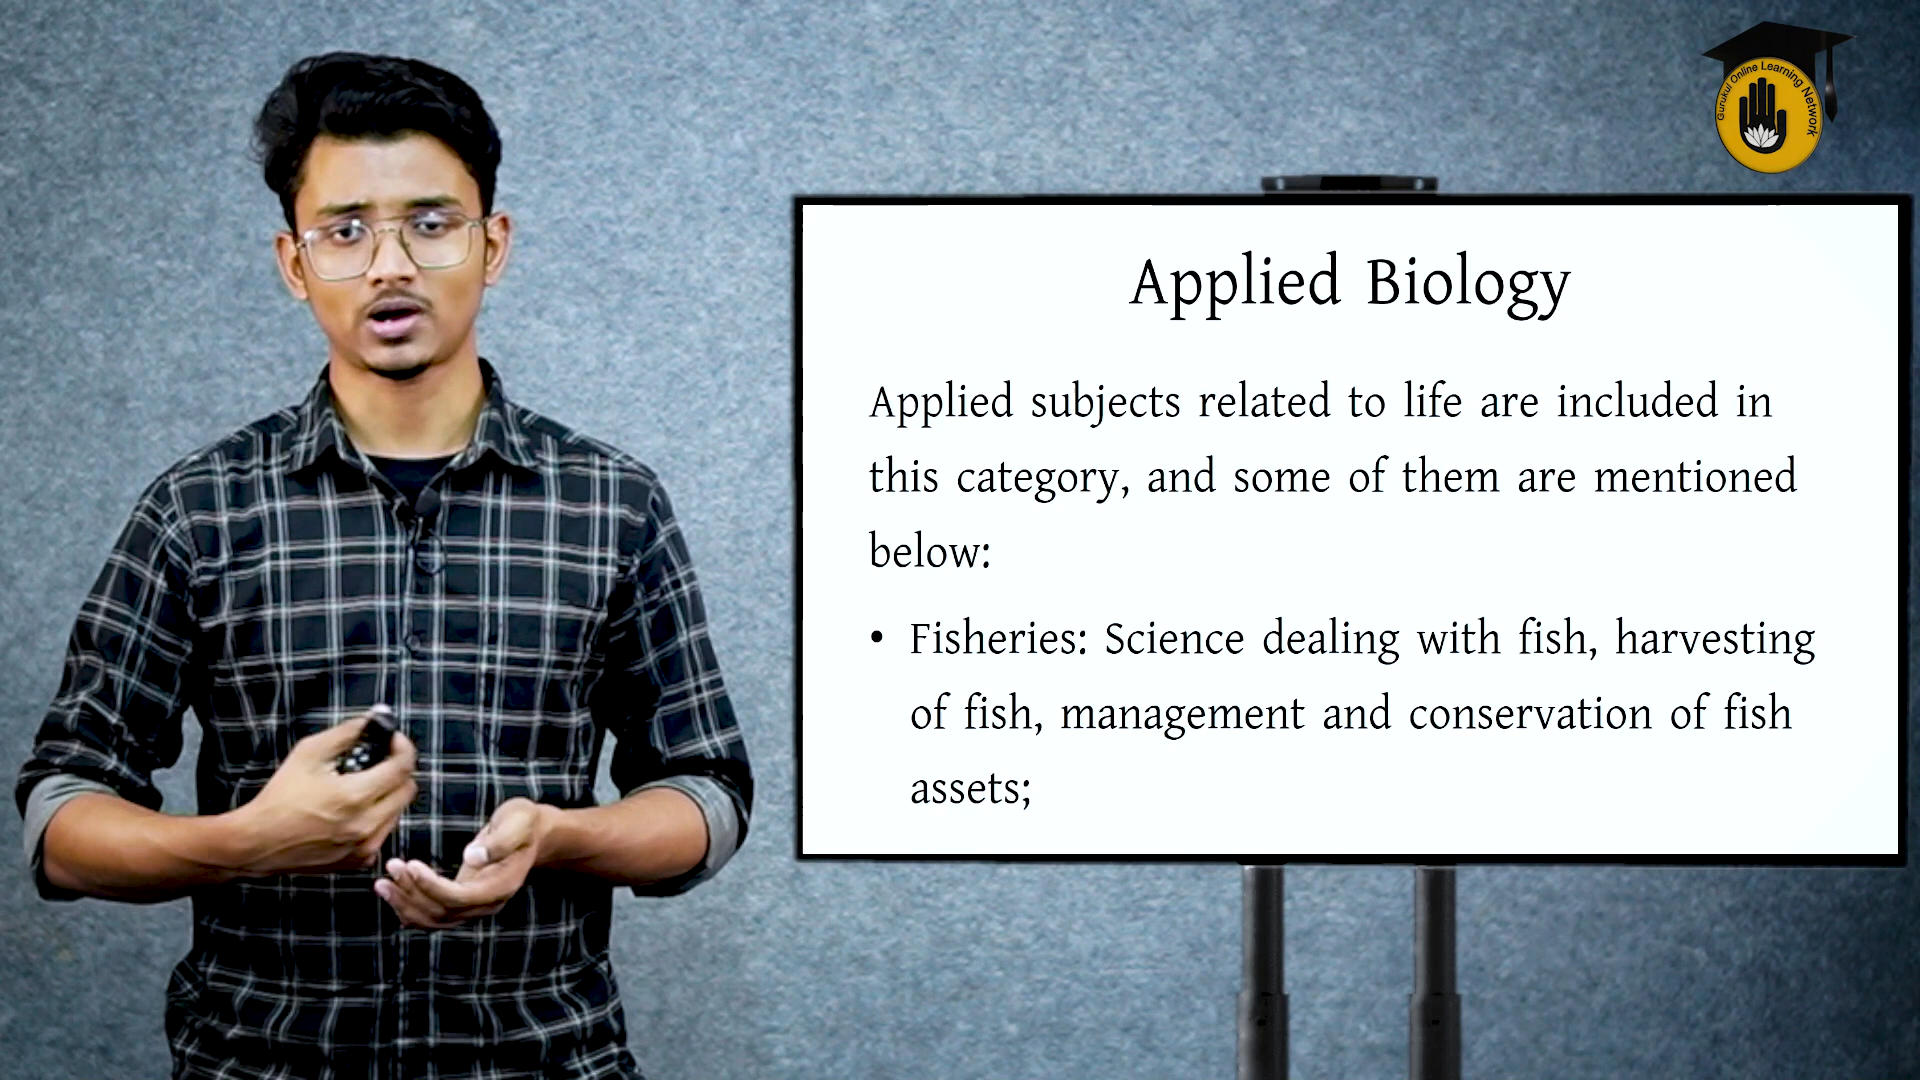 Gurukul Online Learning Network
Applied Biology
Applied subjects related to life are included in
this category, and some of them are mentioned
below:
• Fisheries: Science dealing with fish, harvesting
of fish, management and conservation of fish
assets;